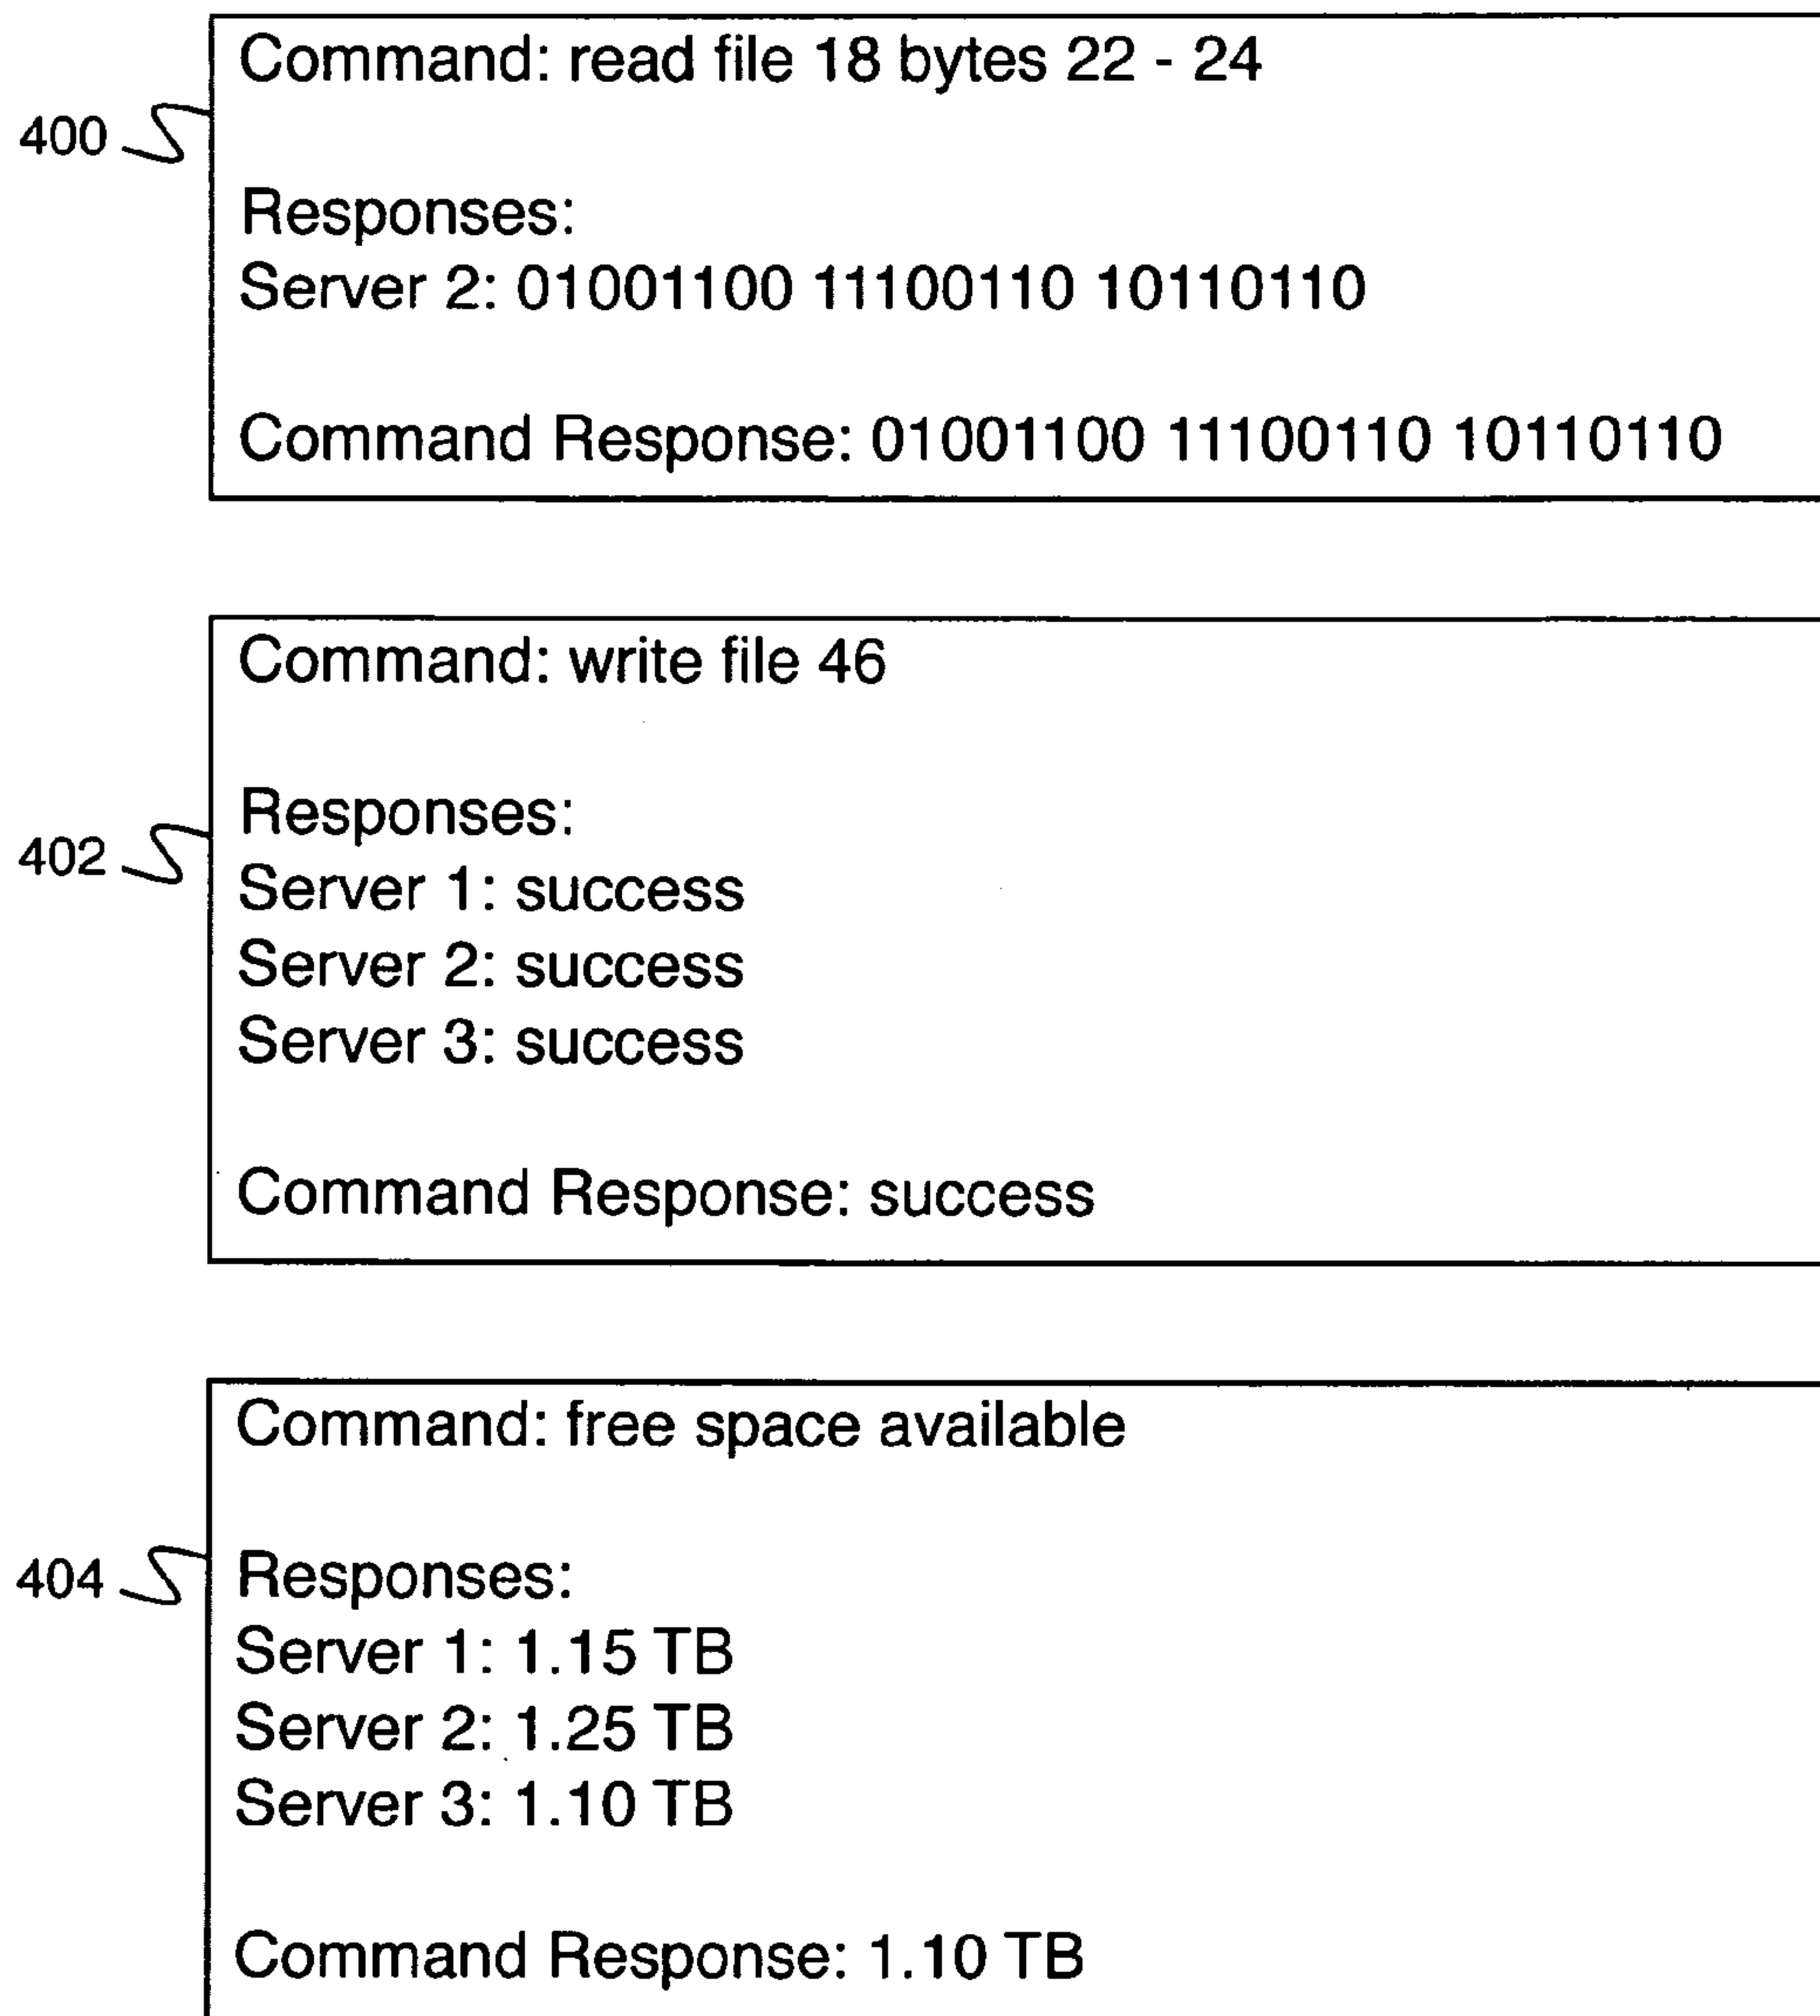 Command: read file 18 bytes 22 - 24
400
Responses:
Server 2: 01001100 11100110 10110110
Command Response: 01001100 11100110 10110110
Command: write file 46
Responses:
402
Server 1: success
Server 2: success
Server 3: success
Command Response: success
Command: free space available
404
Responses:
Server 1: 1.15 TB
Server 2: 1.25 TB
Server 3: 1.10 TB
Command Response: 1.10 TB